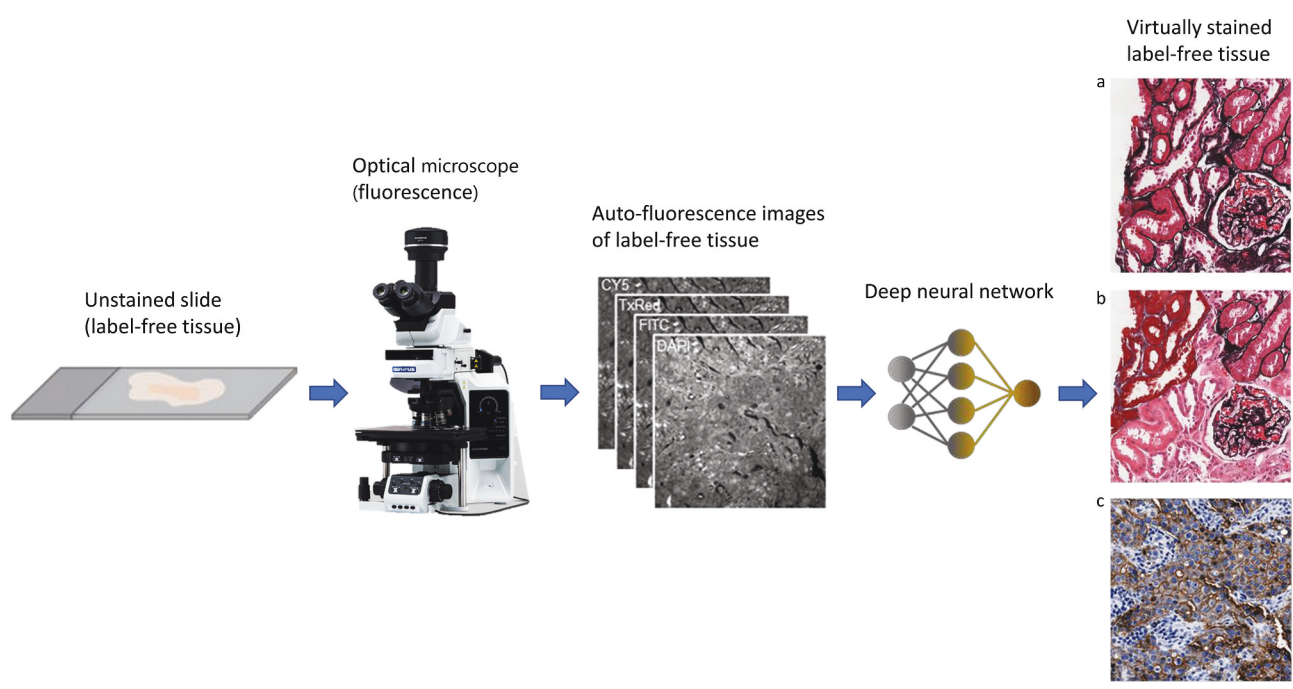 Virtually stained
label-free tissue
a
Optical microscope
(fluorescence)
Auto-fluorescence images
of label-free tissue
Unstained slide
(label-free tissue)
CY5
TxRed
FITC
DAPI
Deep neural network
b
c
OLYMPUS